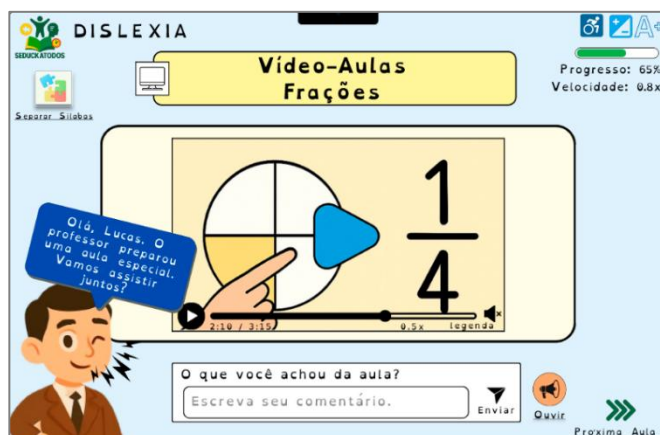 DISLEXIA
SEDUCKATODOS
A+
Vídeo-Aulas
Frações
Progresso: 65%
Velocidade: 0.8x
Separar Sílabas
1
4
Olá, Lucas. O
professor preparou
uma aula especial.
Vamos assistir
juntos?
2:10 / 3:15
0.5x
legenda
O que você achou da aula?
Escreva seu comentário.
Enviar
Ouvir
Próxima Aula